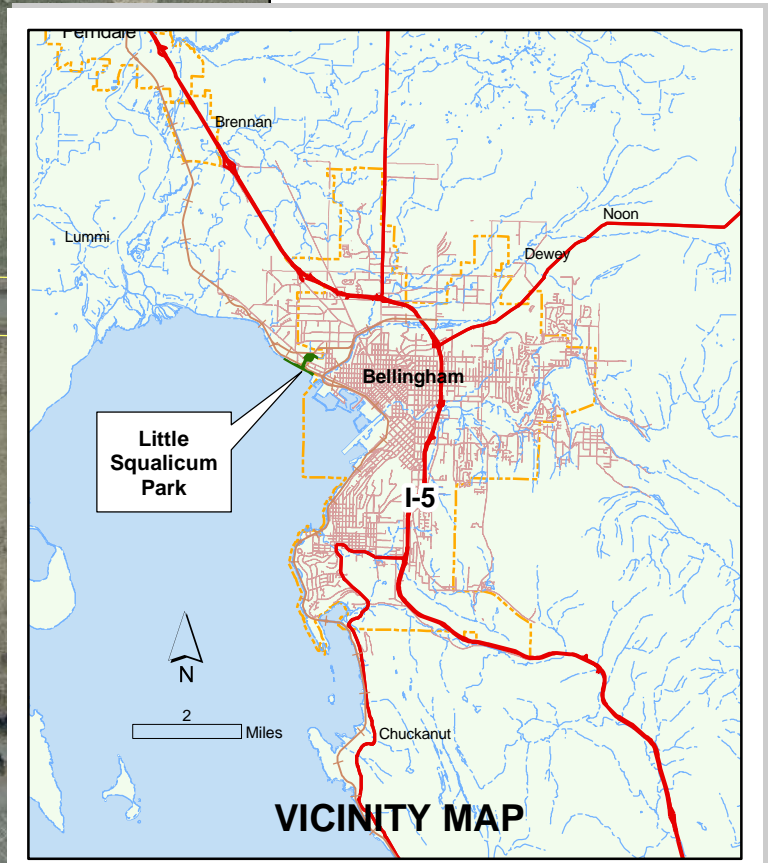 Ferndale
Brennan
Noon
Lummi
Dewey
Bellingham
Little
Squalicum
Park
I-5
N
2
Miles
Chuckanut
VICINITY MAP